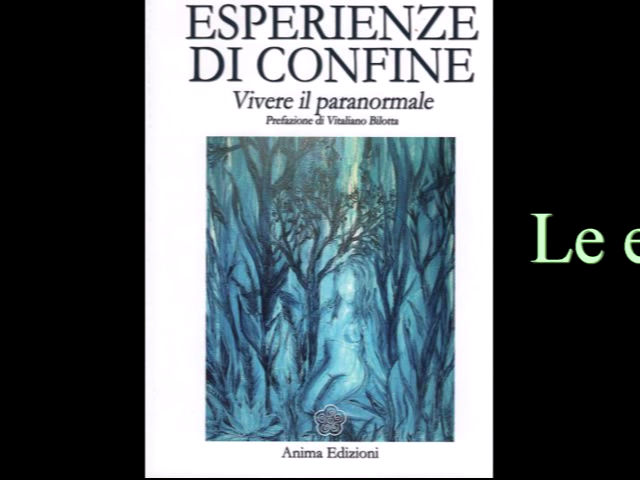 ESPERIENZE
DI CONFINE
Vivere il paranormale
Prefazione di Vitaliano Bilotta
Anima Edizioni
Le e